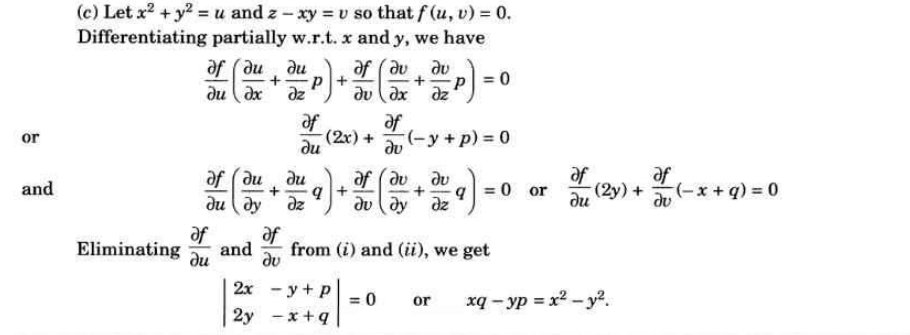 (c) Let x² + y² = u and z – xy = v so that f (u, v) = 0.
Differentiating partially w.r.t. x and y, we have
∂f/∂u (∂u/∂x + ∂u/∂z p) + ∂f/∂v (∂v/∂x + ∂v/∂z p) = 0
or ∂f/∂u (2x) + ∂f/∂v (– y + p) = 0
and ∂f/∂u (∂u/∂y + ∂u/∂z q) + ∂f/∂v (∂v/∂y + ∂v/∂z q) = 0 or ∂f/∂u (2y) + ∂f/∂v (– x + q) = 0
Eliminating ∂f/∂u and ∂f/∂v from (i) and (ii), we get
| 2x – y + p |
| 2y – x + q | = 0 or xq – yp = x² – y².